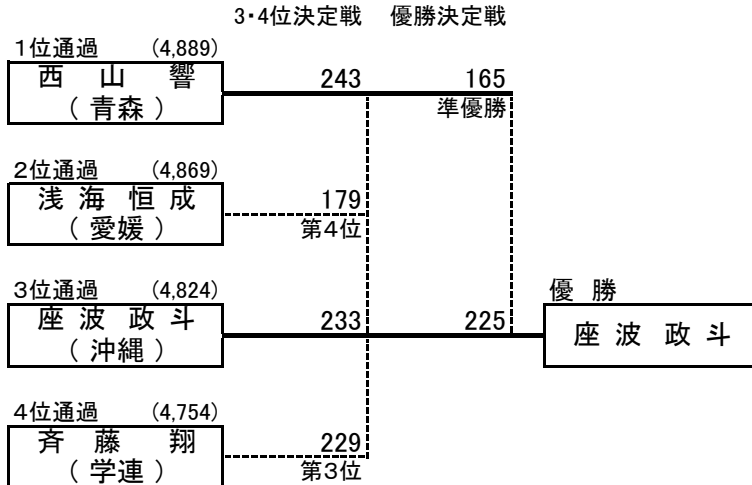 3・4位決定戦 優勝決定戦
1位通過 (4,889)
西 山 響 243 165
( 青森 ) 準優勝
2位通過 (4,869)
浅 海 恒 成 179
( 愛媛 ) 第4位
3位通過 (4,824) 優 勝
座 波 政 斗 233 225 座 波 政 斗
( 沖縄 )
4位通過 (4,754)
斉 藤 翔 229
( 学連 ) 第3位